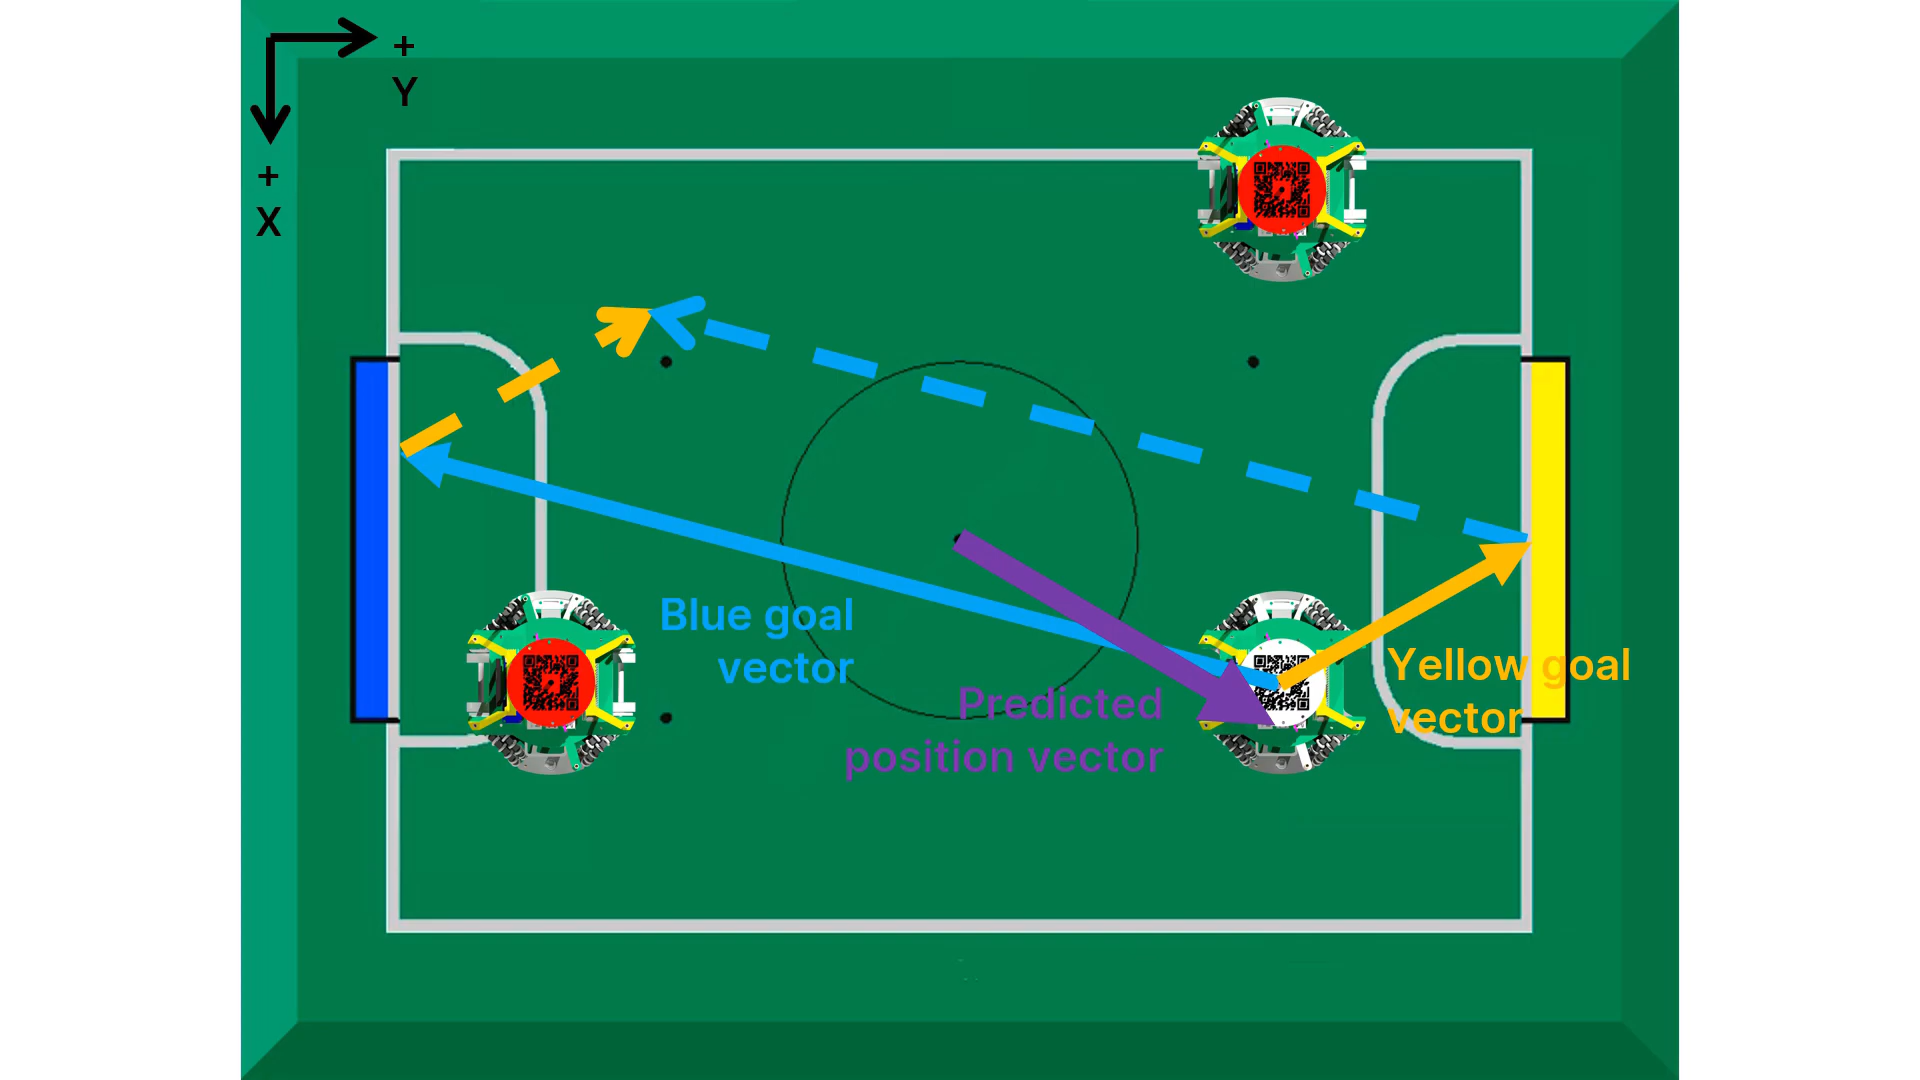 +
Y
+
X
Blue goal
vector
Predicted
position vector
Yellow goal
vector